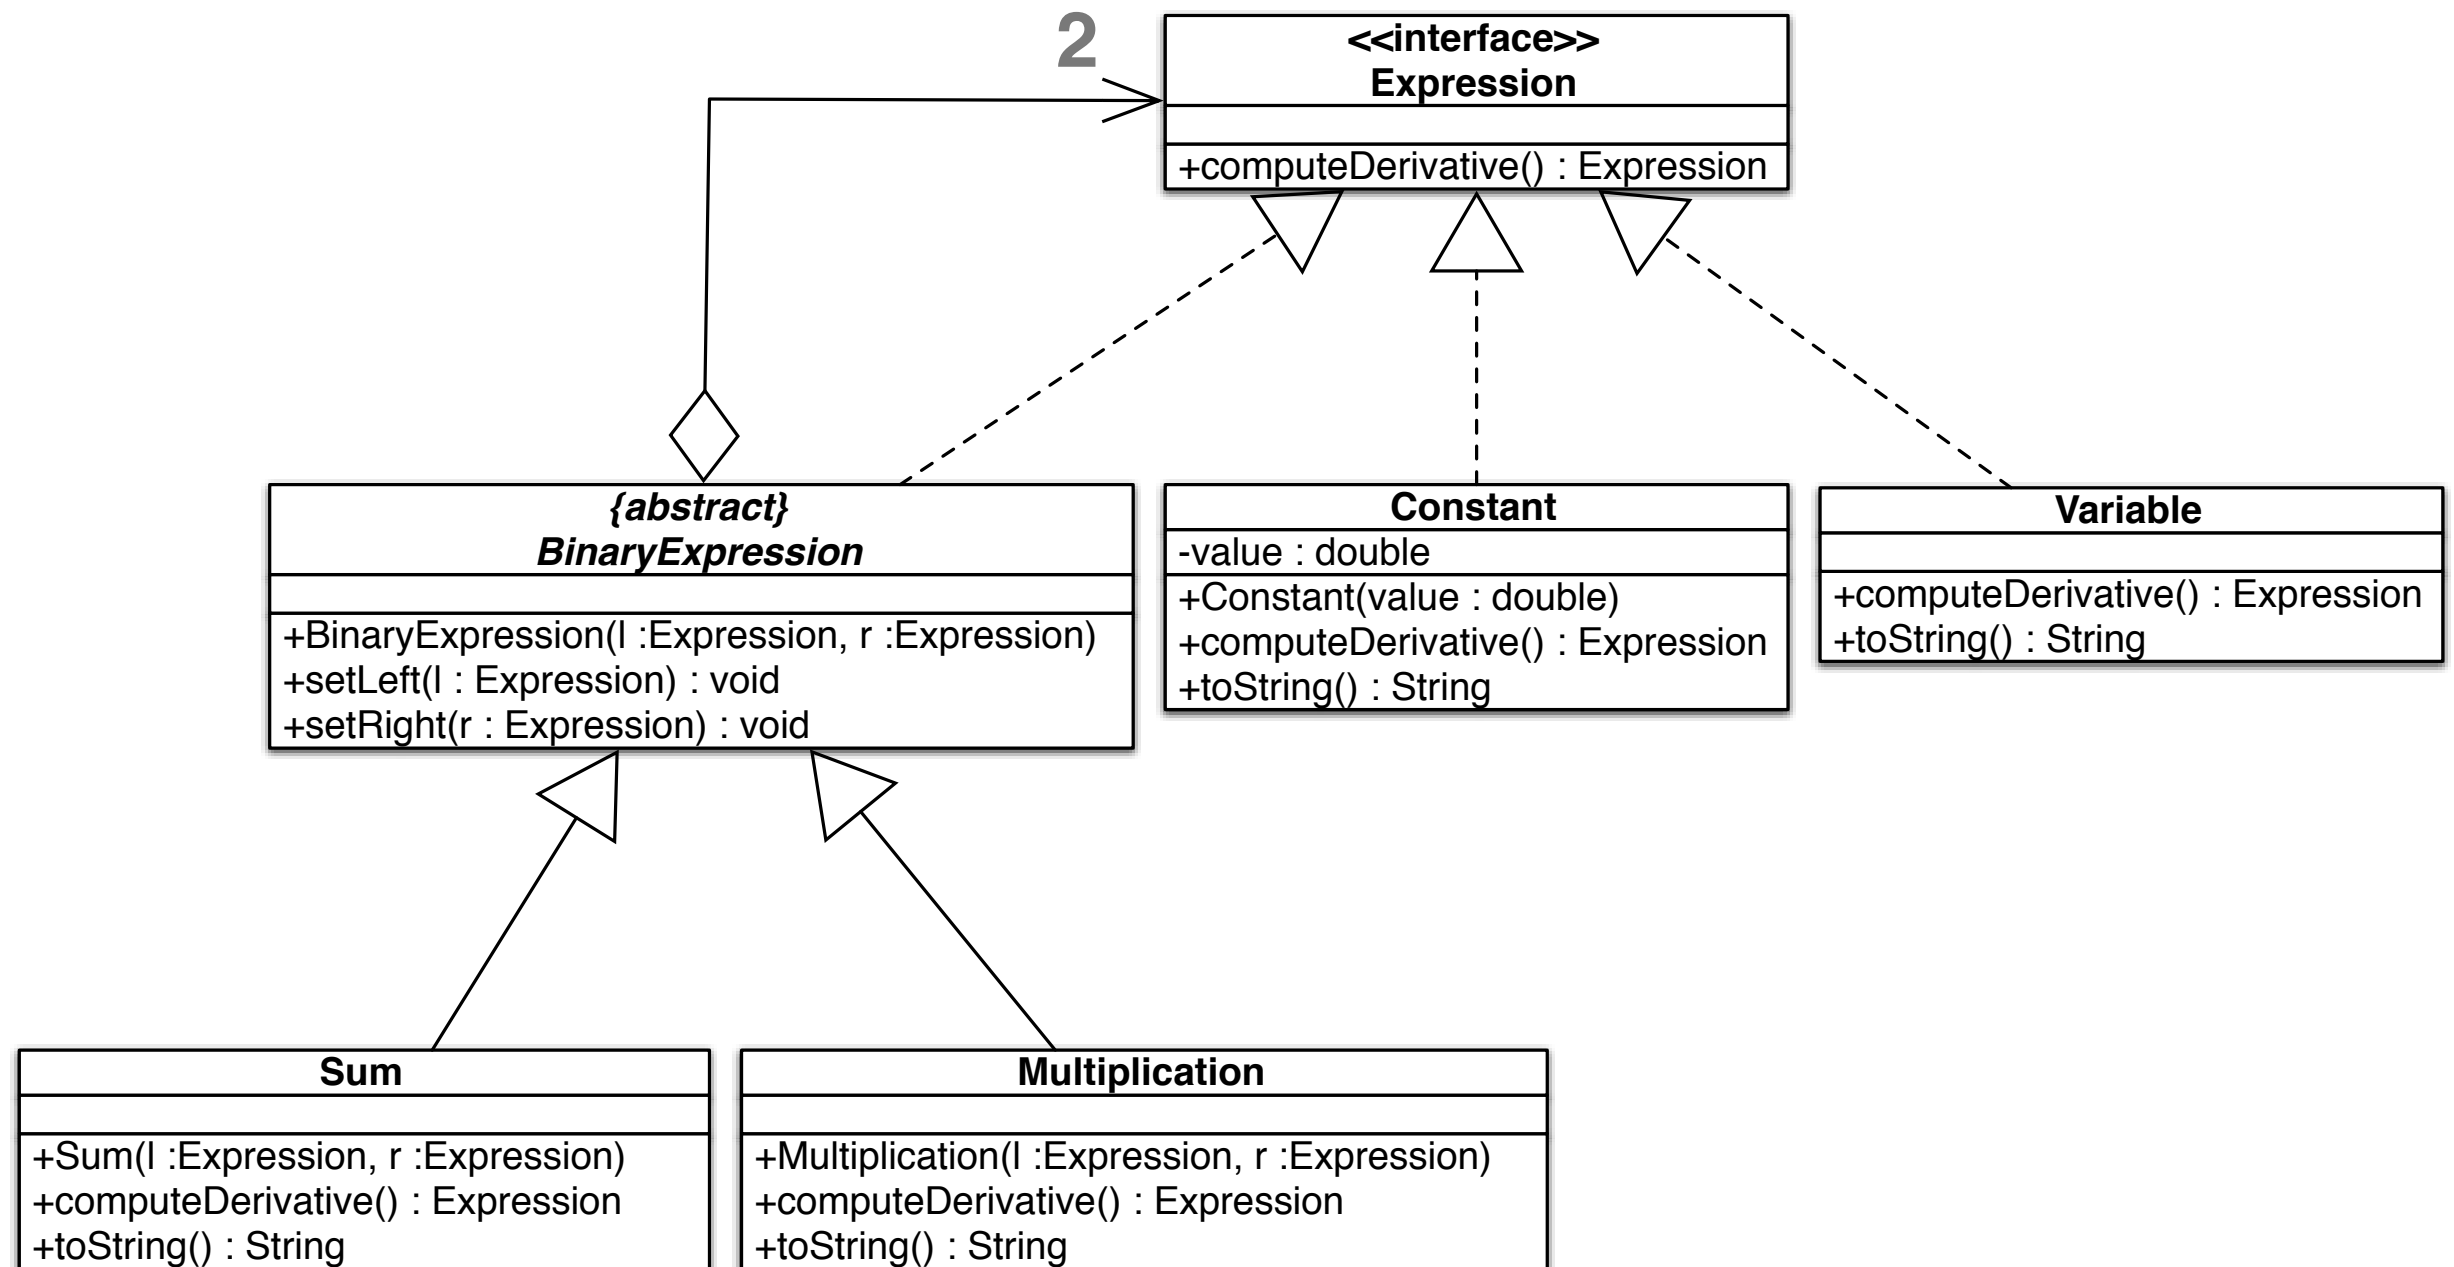 2
<<interface>>
Expression
+computeDerivative() : Expression
{abstract}
BinaryExpression
+BinaryExpression(l :Expression, r :Expression)
+setLeft(l : Expression) : void
+setRight(r : Expression) : void
Constant
-value : double
+Constant(value : double)
+computeDerivative() : Expression
+toString() : String
Variable
+computeDerivative() : Expression
+toString() : String
Sum
+Sum(l :Expression, r :Expression)
+computeDerivative() : Expression
+toString() : String
Multiplication
+Multiplication(l :Expression, r :Expression)
+computeDerivative() : Expression
+toString() : String